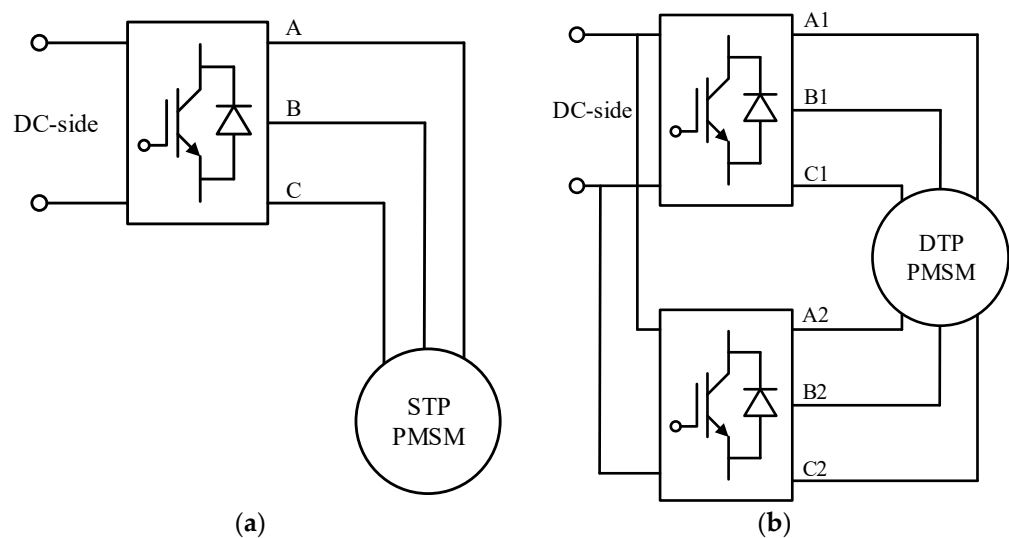 A
DC-side
B
C
STP
PMSM
(a)
A1
DC-side
B1
C1
DTP
PMSM
A2
B2
C2
(b)